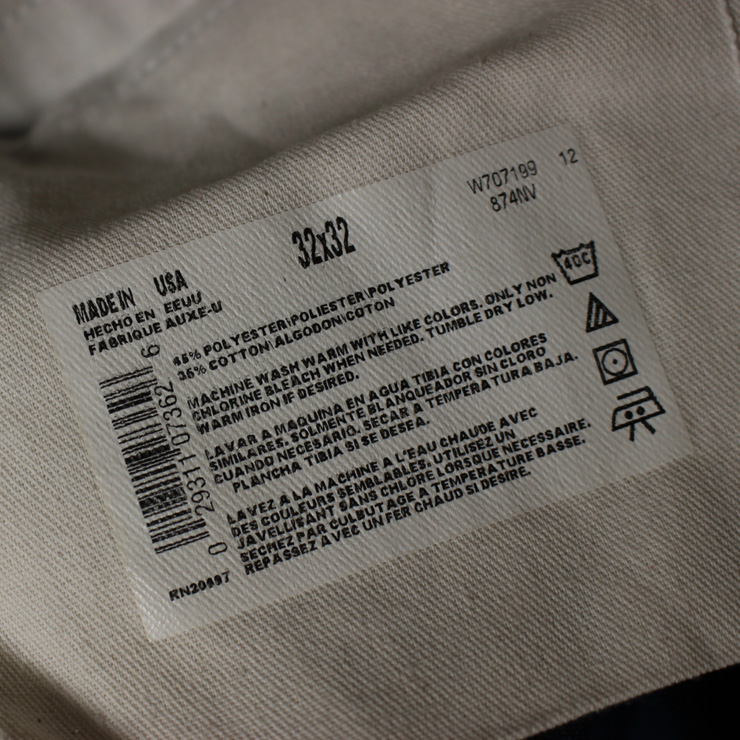 W707199 12
874NV
32x32
MADE IN USA
HECHO EN EEUU
FABRIQUE AUXE-U
POLYESTER\POLIESTER\POLYESTER
COTTON\ALGODON\COTON
MACHINE WASH WARM WITH LIKE COLORS. ONLY NON
CHLORINE BLEACH WHEN NEEDED. TUMBLE DRY LOW.
WARM IRON IF DESIRED.
LAVAR A MAQUINA EN AGUA TIBIA CON COLORES
SIMILARES. SOLMENTE BLANQUEADOR SIN CLORO
CUANDO NECESARIO. SECAR A TEMPERATURA BAJA.
PLANCHA TIBIA SI SE DESEA.
LAVEZ A LA MACHINE A L'EAU CHAUDE AVEC
DES COULEURS SEMBLABLES. UTILISEZ UN
JAVELLISANT SANS CHLORE LORSQUE NECESSAIRE.
SECHEZ PAR CULBUTAGE A TEMPERATURE BASSE.
REPASSEZ AVEC UN FER CHAUD SI DESIRE.
0 29311 07362 6
RN20697
40C